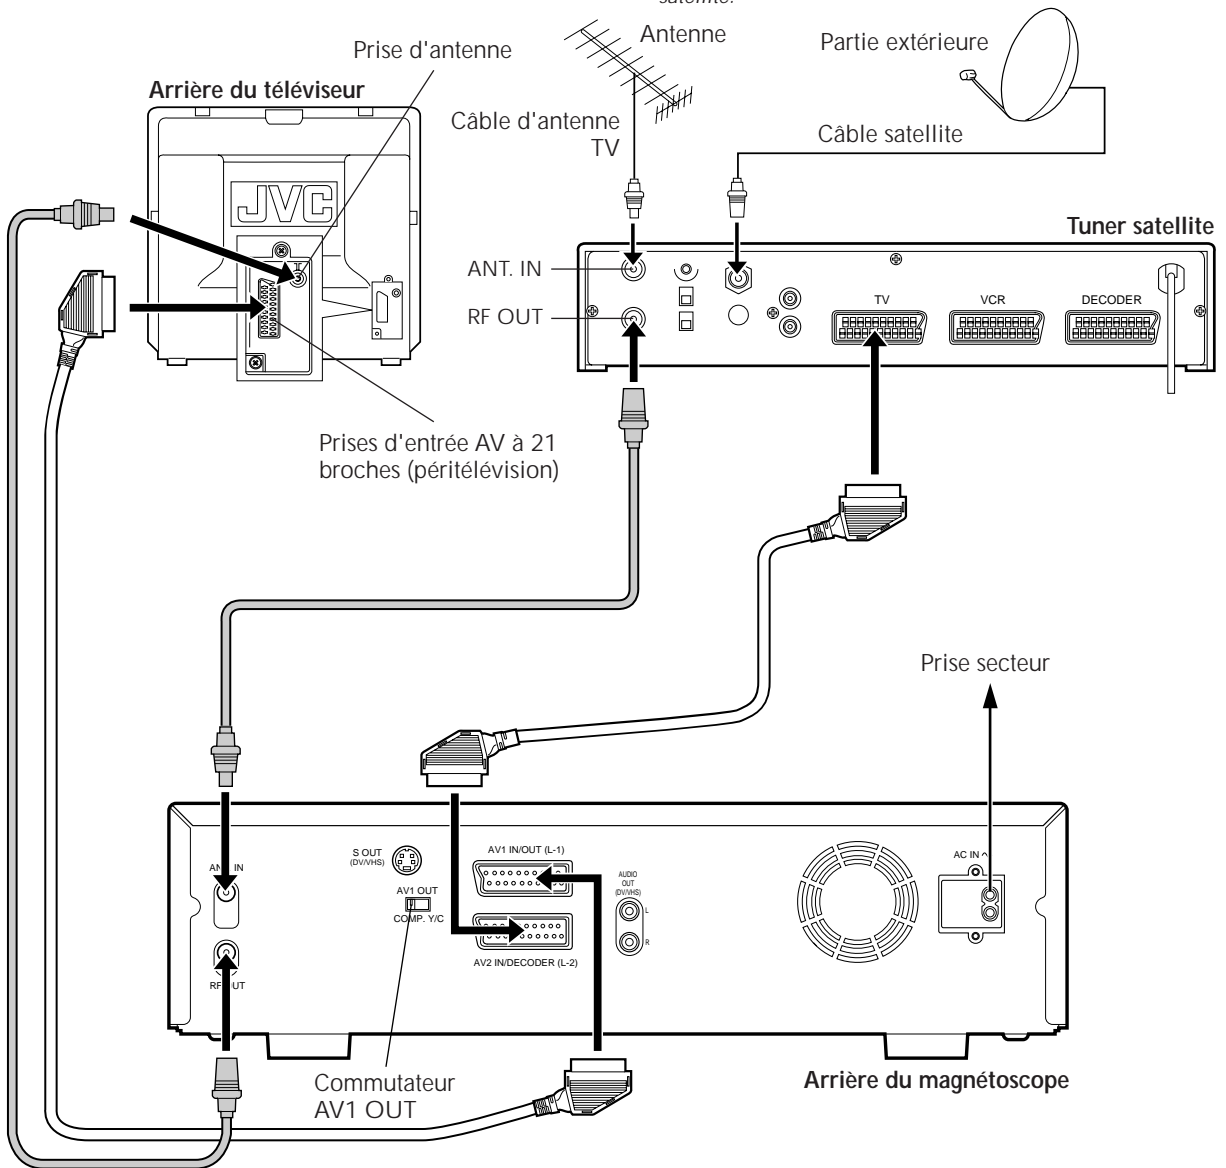 satellite.
Antenne
Prise d'antenne
Partie extérieure
Arrière du téléviseur
Câble d'antenne
TV
Câble satellite
JVC
Tuner satellite
ANT. IN
RF OUT
TV
VCR
DECODER
Prises d'entrée AV à 21
broches (péritélévision)
Prise secteur
S OUT
(DV/VHS)
AV1 IN/OUT (L-1)
AC IN
AUDIO
OUT
(DV/VHS)
L
R
AV1 OUT
COMP. Y/C
AV2 IN/DECODER (L-2)
Commutateur
AV1 OUT
Arrière du magnétoscope